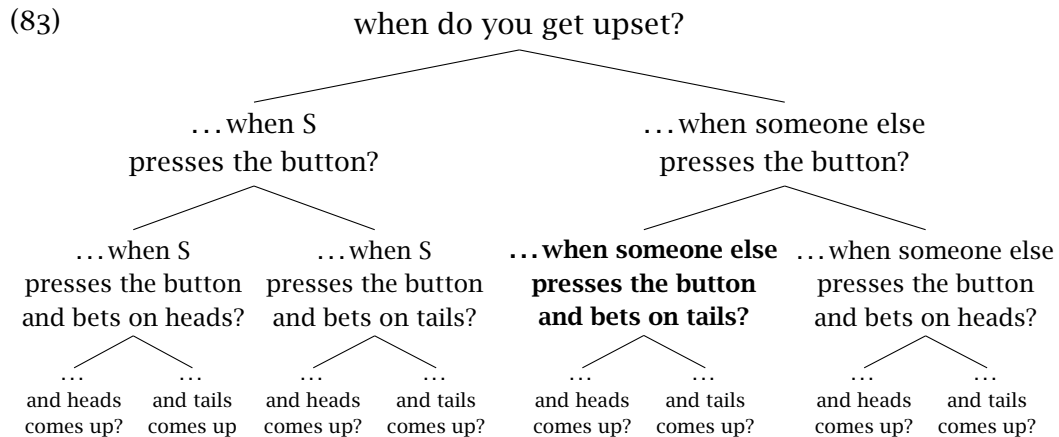 (83)
when do you get upset?
...when S
presses the button?
...when someone else
presses the button?
...when S
presses the button
and bets on heads?
...when S
presses the button
and bets on tails?
...when someone else
presses the button
and bets on tails?
...when someone else
presses the button
and bets on heads?
...
and heads
comes up?
...
and tails
comes up
...
and heads
comes up?
...
and tails
comes up?
...
and heads
comes up?
...
and tails
comes up?
...
and heads
comes up?
...
and tails
comes up?